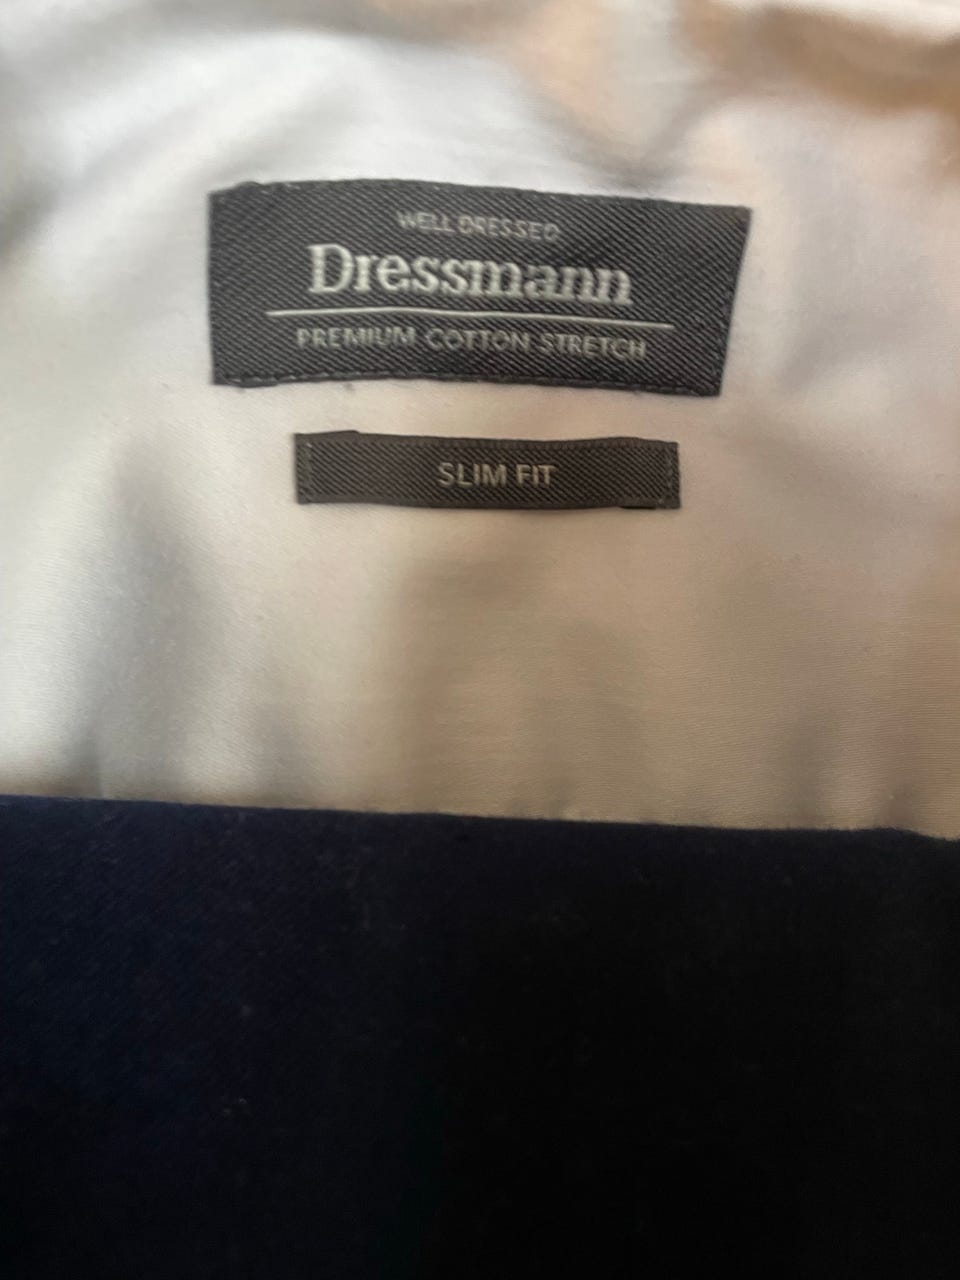 WELL DRESSED
Dressmann
PREMIUM COTTON STRETCH
SLIM FIT